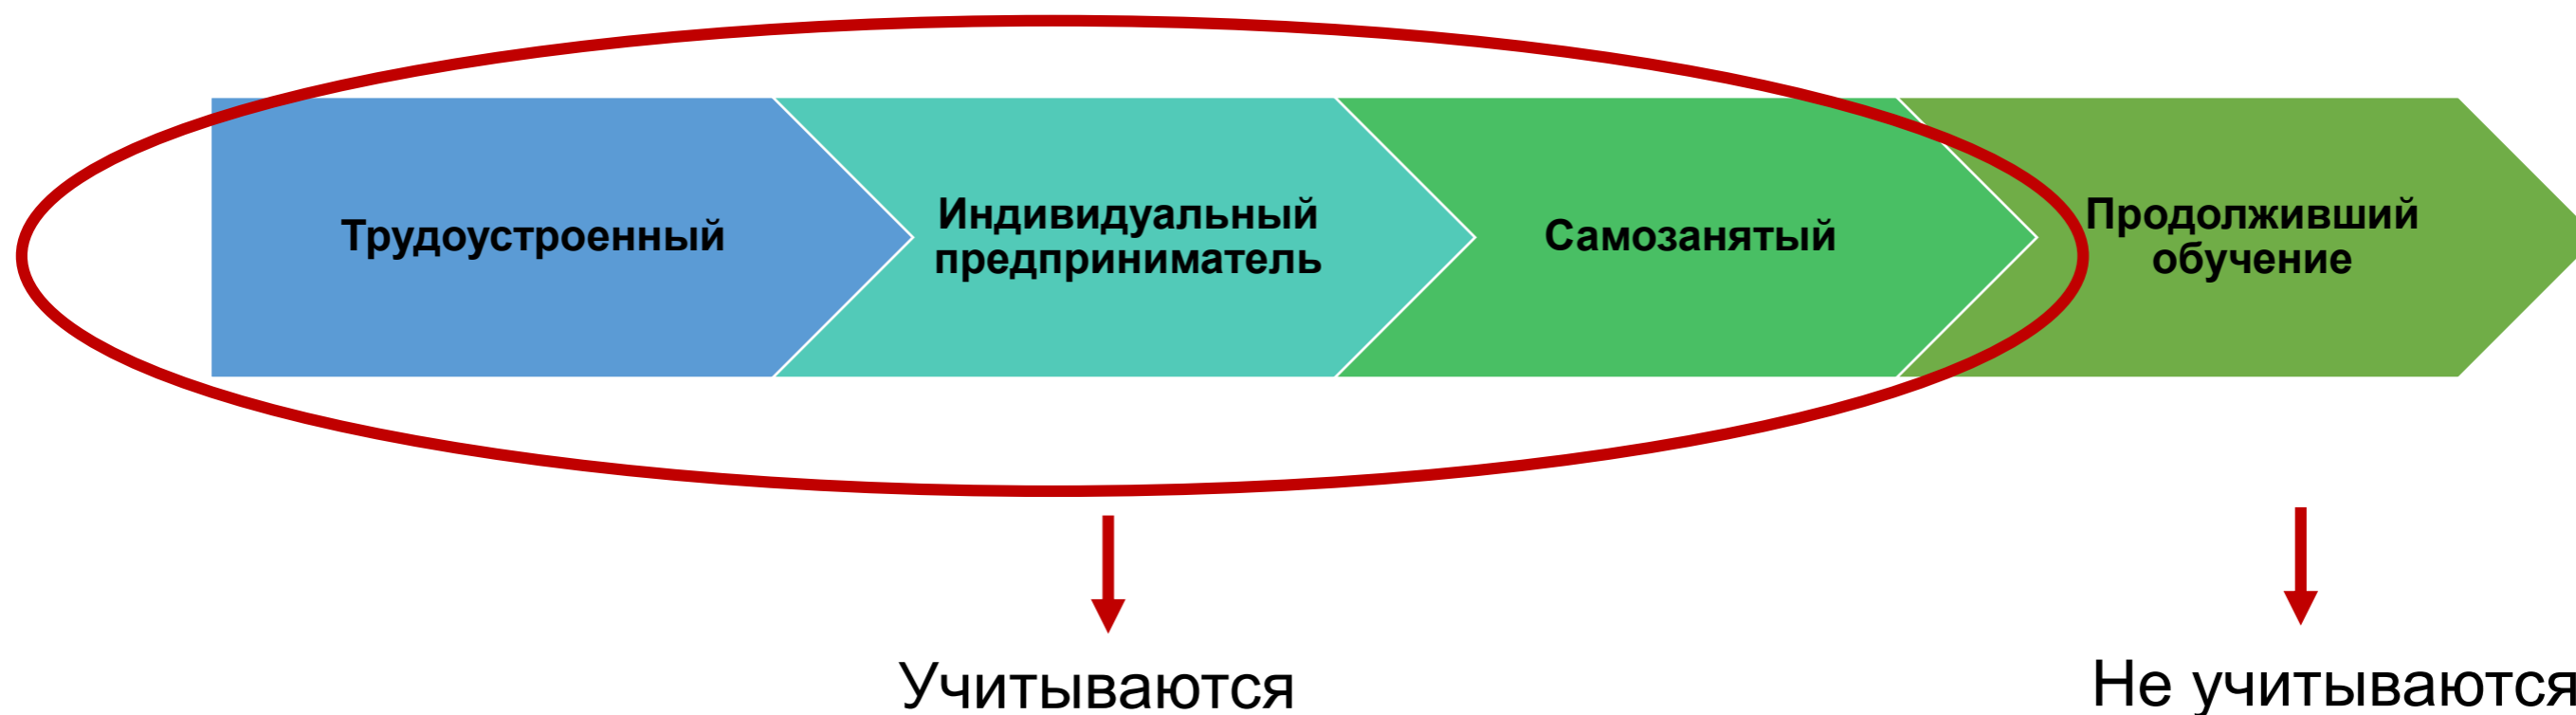 Трудоустроенный
Индивидуальный
предприниматель
Самозанятый
Продолживший
обучение
Учитываются
Не учитываются